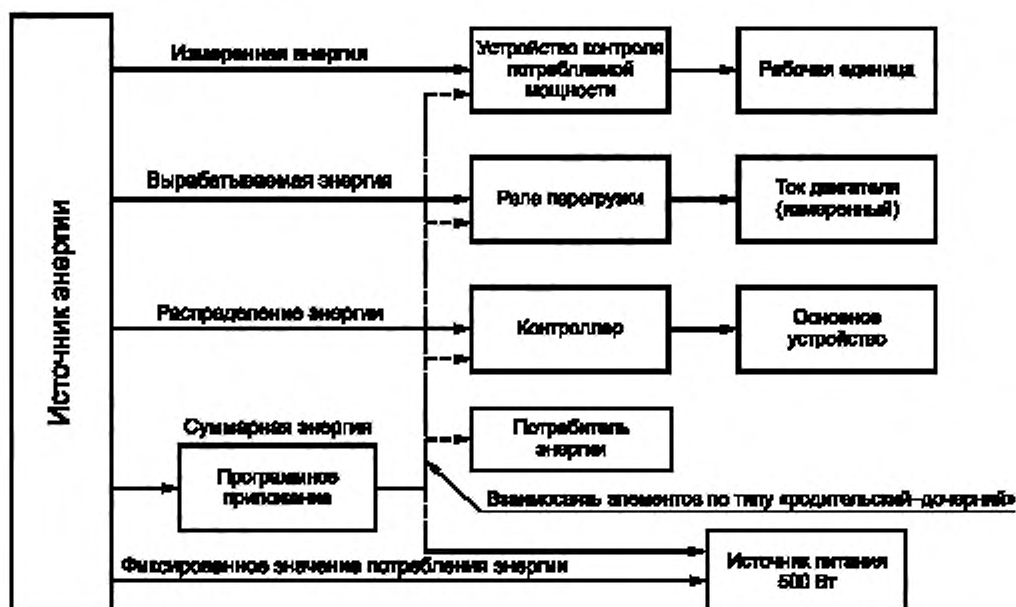 Источник энергии
Измеренная энергия
Устройство контроля
потребляемой
мощности
Рабочая единица
Вырабатываемая энергия
Реле перегрузки
Ток двигателя
(измеренный)
Распределение энергии
Контроллер
Основное
устройство
Суммарная энергия
Программное
приложение
Потребитель
энергии
Взаимосвязь элементов по типу «родительский–дочерний»
Фиксированное значение потребления энергии
Источник питания
500 Вт